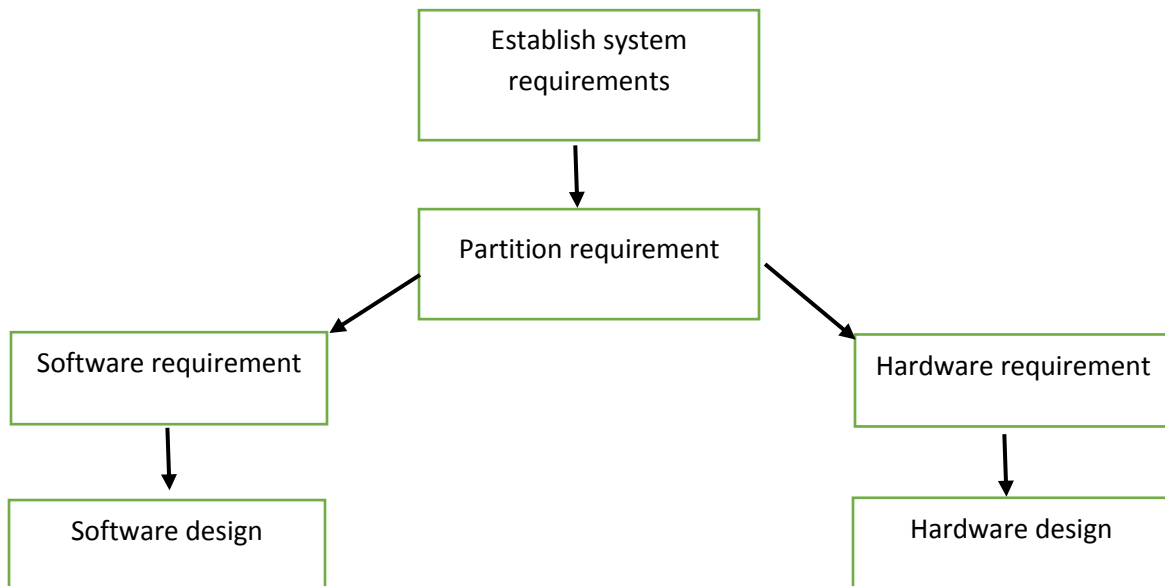 Establish system
requirements
Partition requirement
Software requirement
Hardware requirement
Software design
Hardware design